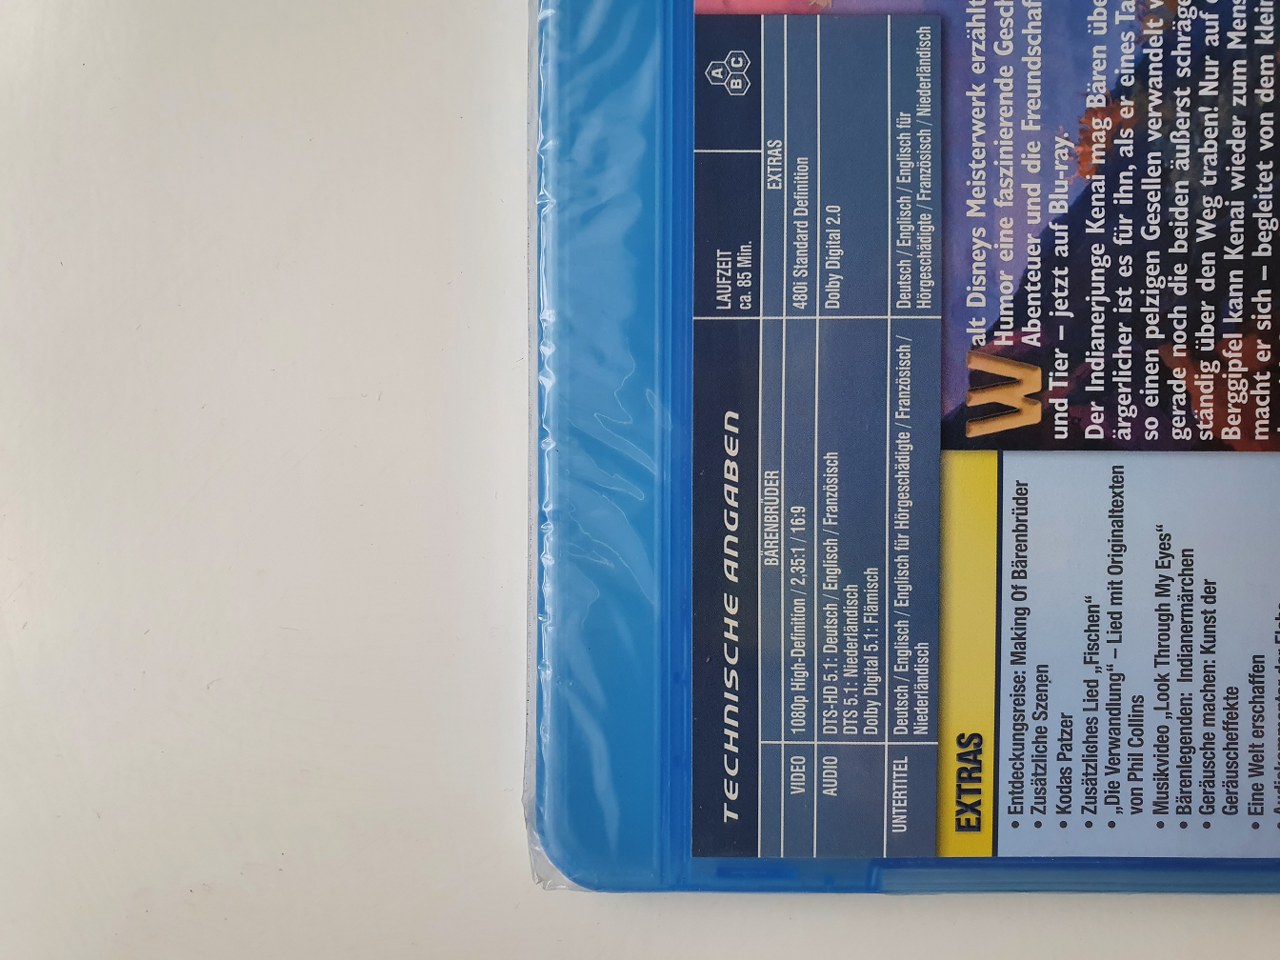 TECHNISCHE ANGABEN
LAUFZEIT
ca. 85 Min.
A
B C
BÄRENBRÜDER
EXTRAS
VIDEO
1080p High-Definition / 2,35:1 / 16:9
480i Standard Definition
AUDIO
DTS-HD 5.1: Deutsch / Englisch / Französisch
DTS 5.1: Niederländisch
Dolby Digital 5.1: Flämisch
Dolby Digital 2.0
UNTERTITEL
Deutsch / Englisch / Englisch für Hörgeschädigte / Französisch /
Niederländisch
Deutsch / Englisch / Englisch für
Hörgeschädigte / Französisch / Niederländisch
EXTRAS
• Entdeckungsreise: Making Of Bärenbrüder
• Zusätzliche Szenen
• Kodas Patzer
• Zusätzliches Lied „Fischen“
• „Die Verwandlung“ – Lied mit Originaltexten
von Phil Collins
• Musikvideo „Look Through My Eyes“
• Bärenlegenden: Indianermärchen
• Geräusche machen: Kunst der
Geräuscheffekte
• Eine Welt erschaffen
Walt Disneys Meisterwerk erzählt
Humor eine faszinierende
Abenteuer und die
und Tier – jetzt auf Blu-ray.
Der Indianerjunge Kenai mag Bären
ärgerlicher ist es für ihn, als er eines
so einen pelzigen Gesellen verwandelt
gerade noch die beiden äußerst
ständig über den Weg traben! Nur auf
Berggipfel kann Kenai wieder zum
macht er sich – begleitet von dem